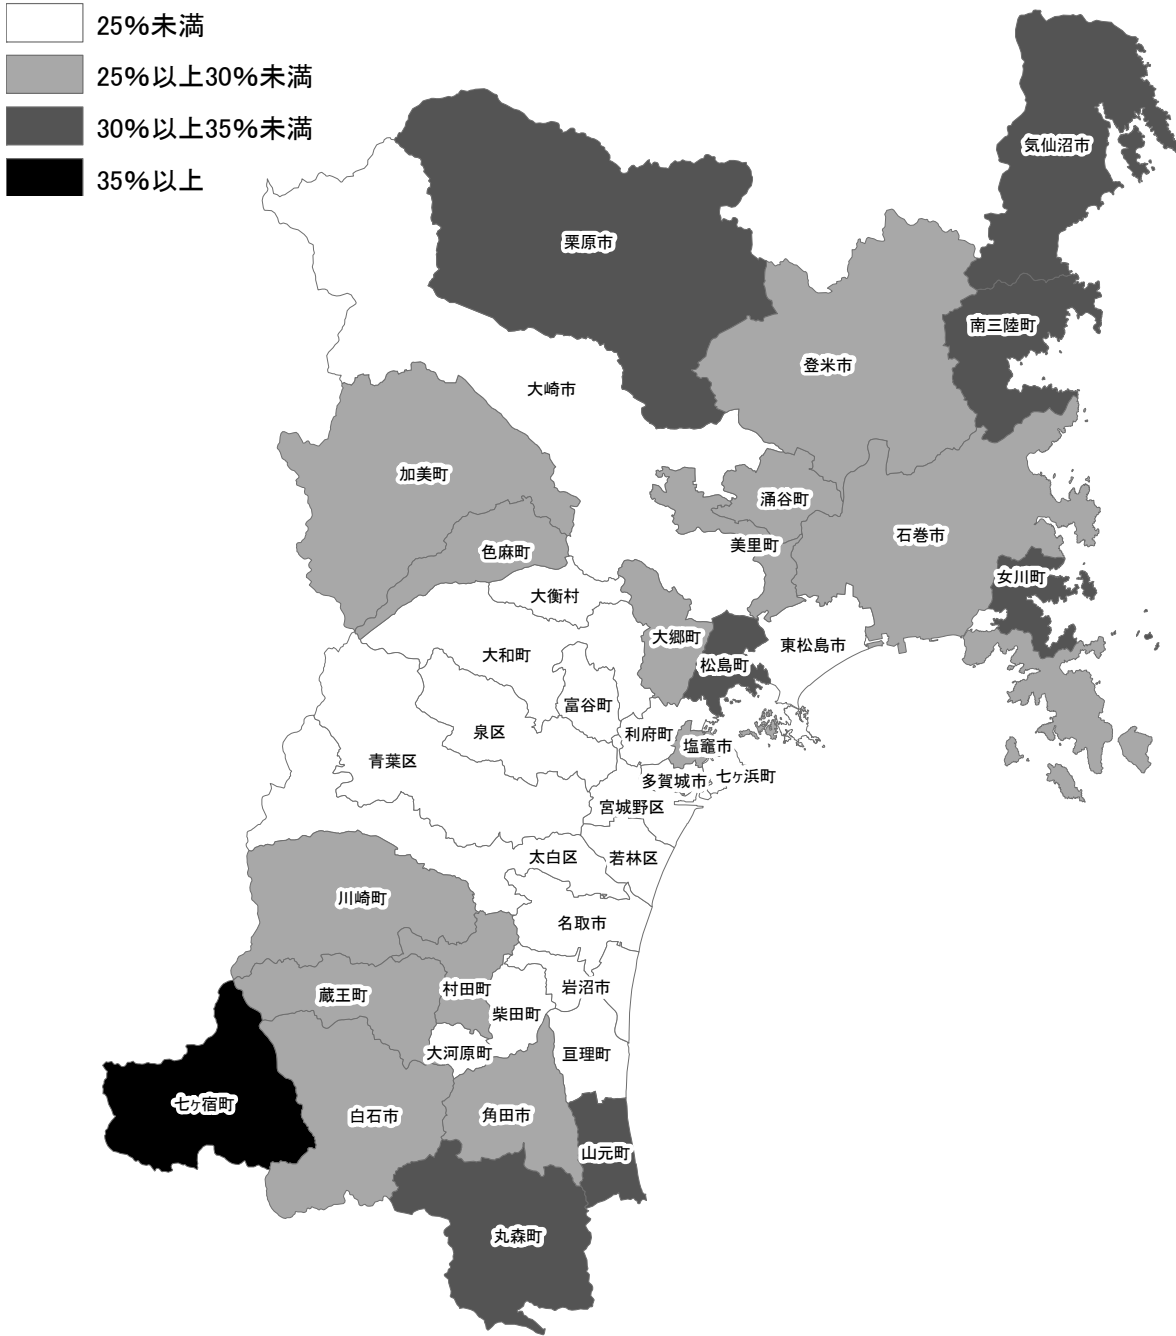 25%未満
25%以上30%未満
30%以上35%未満
35%以上
気仙沼市
栗原市
南三陸町
登米市
大崎市
加美町
涌谷町
石巻市
美里町
色麻町
女川町
大衡村
大郷町
東松島市
大和町
松島町
富谷町
泉区
利府町
塩竈市
青葉区
多賀城市
七ヶ浜町
宮城野区
太白区
若林区
川崎町
名取市
蔵王町
村田町
岩沼市
柴田町
大河原町
亘理町
七ヶ宿町
白石市
角田市
山元町
丸森町